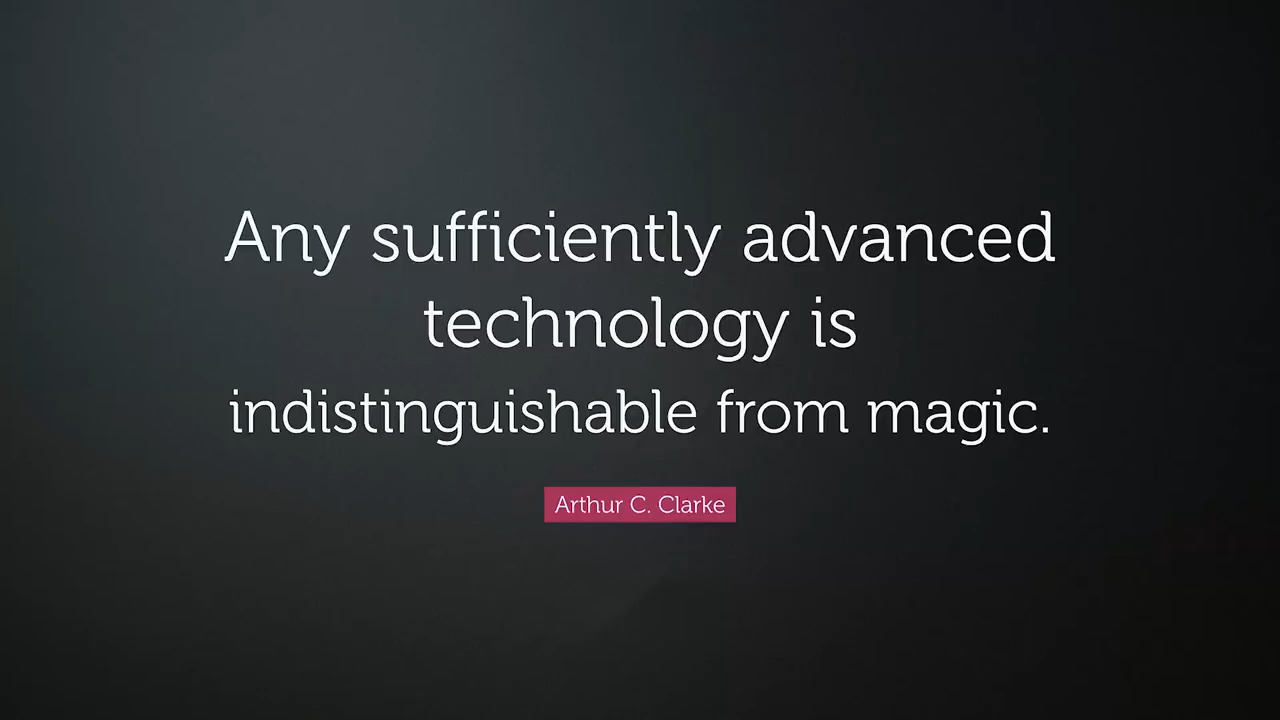 Any sufficiently advanced
technology is
indistinguishable from magic.
Arthur C. Clarke